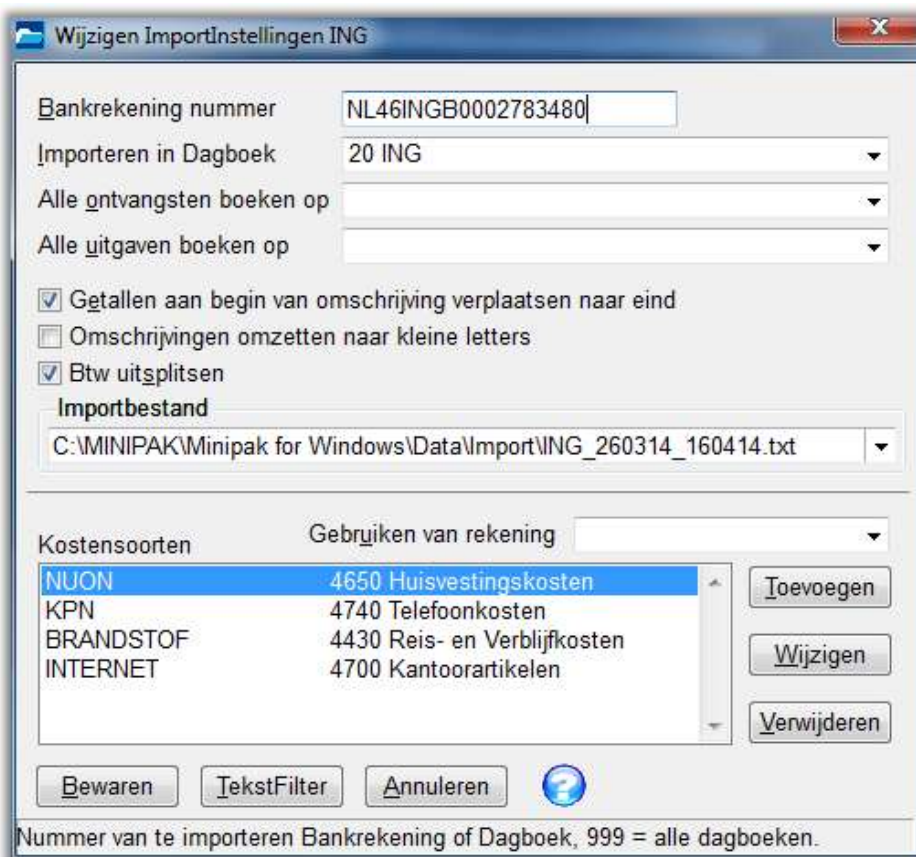 Wijzigen ImportInstellingen ING
X
Bankrekening nummer NL46INGB0002783480
Importeren in Dagboek 20 ING
Alle ontvangsten boeken op
Alle uitgaven boeken op
Getallen aan begin van omschrijving verplaatsen naar eind
Omschrijvingen omzetten naar kleine letters
Btw uitsplitsen
Importbestand
C:\MINIPAK\Minipak for Windows\Data\Import\ING_260314_160414.txt
Kostensoorten Gebruiken van rekening
NUON 4650 Huisvestingskosten
KPN 4740 Telefoonkosten
BRANDSTOF 4430 Reis- en Verblijfkosten
INTERNET 4700 Kantoorartikelen
Toevoegen
Wijzigen
Verwijderen
Bewaren TekstFilter Annuleren ?
Nummer van te importeren Bankrekening of Dagboek, 999 = alle dagboeken.